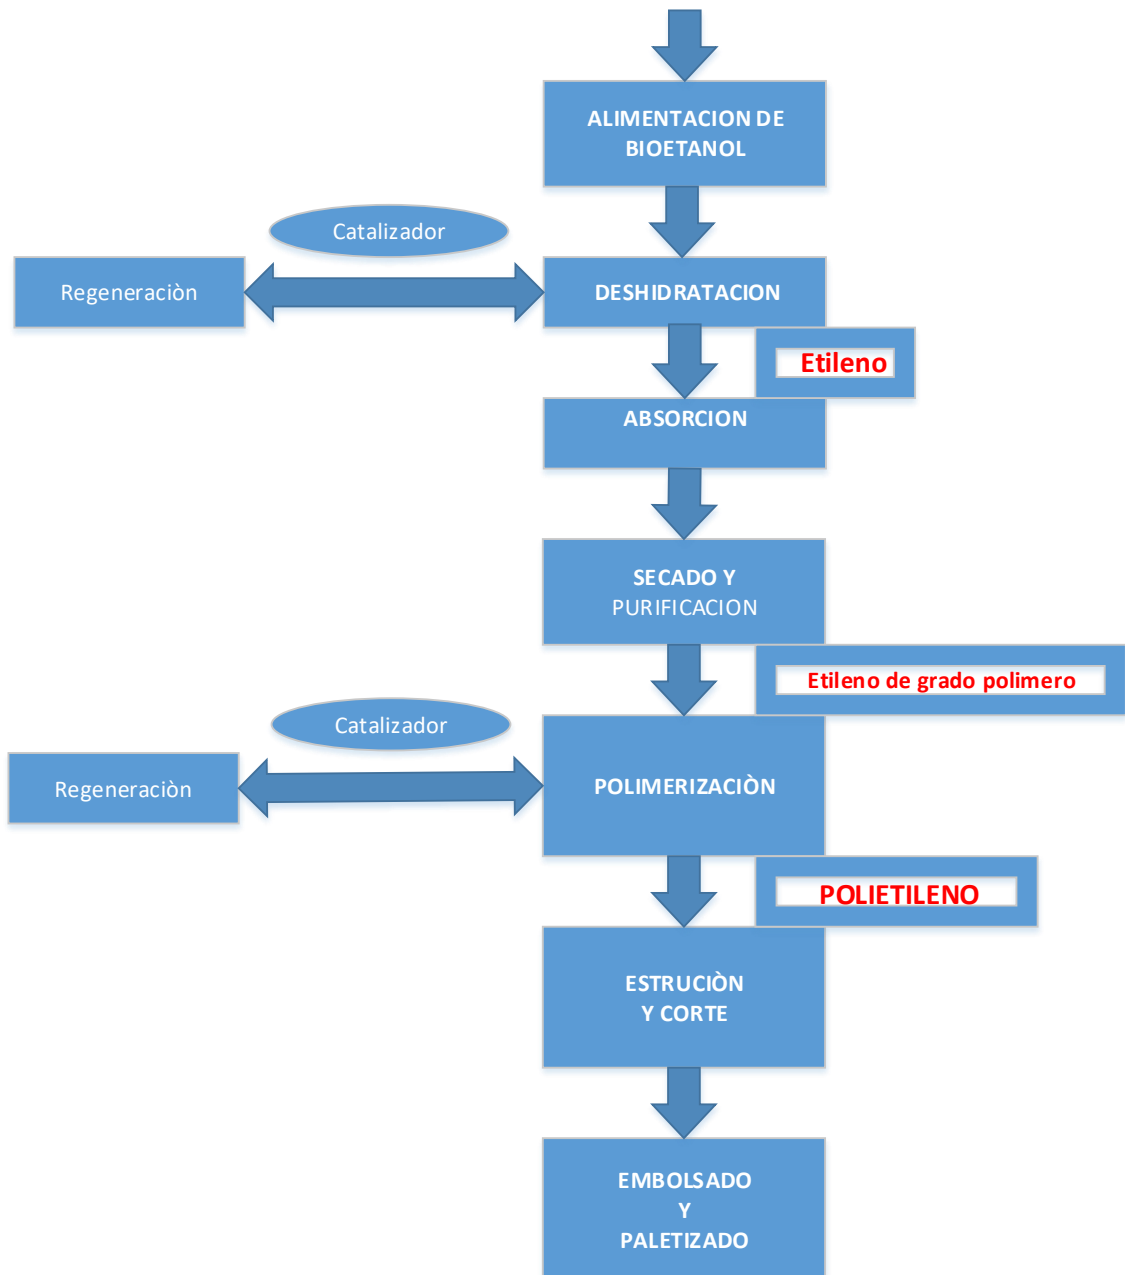 ALIMENTACION DE
BIOETANOL
Catalizador
Regeneraciòn
DESHIDRATACION
Etileno
ABSORCION
SECADO Y
PURIFICACION
Etileno de grado polimero
Catalizador
Regeneraciòn
POLIMERIZACIÒN
POLIETILENO
ESTRUCIÒN
Y CORTE
EMBOLSADO
Y
PALETIZADO